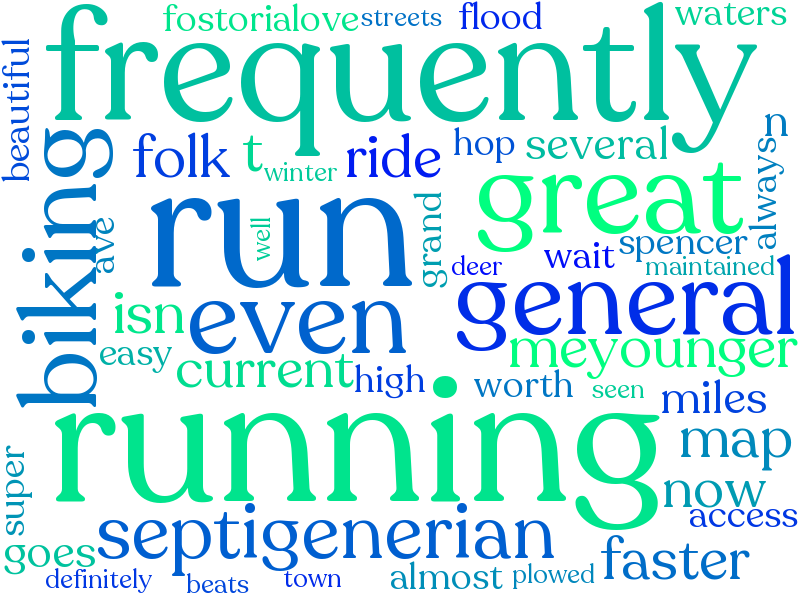 fostorialove streets flood waters
frequently
beautiful
folk t ride hop several n
winter
biking
run
great
always
ave
well
grand
deer
wait
spencer
maintained
general
isn
even
meyounger
easy
current
high
worth
seen
miles
running
map
super
now
access
septigenerian
goes
faster
definitely
beats
town
almost
plowed